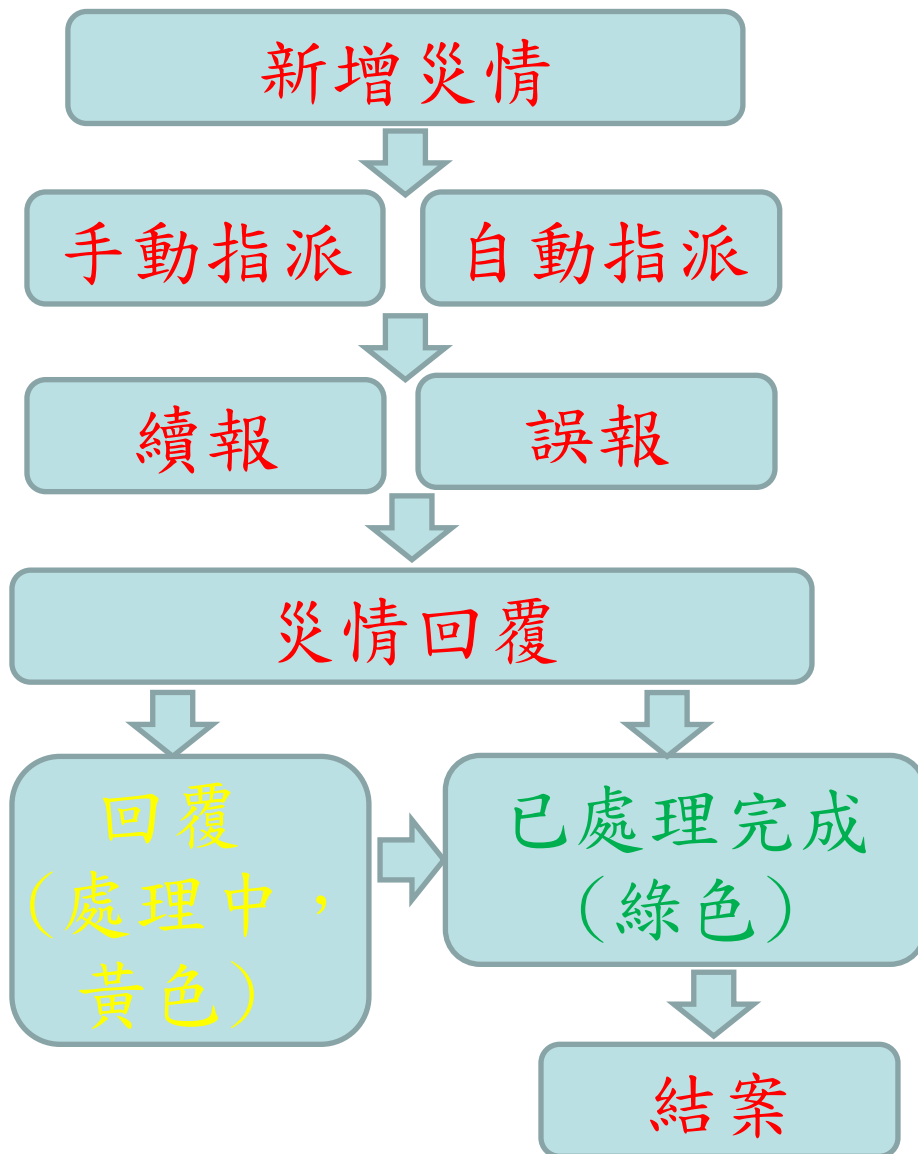 新增災情
手動指派
自動指派
續報
誤報
災情回覆
回覆
（處理中，
黃色）
已處理完成
（綠色）
結案